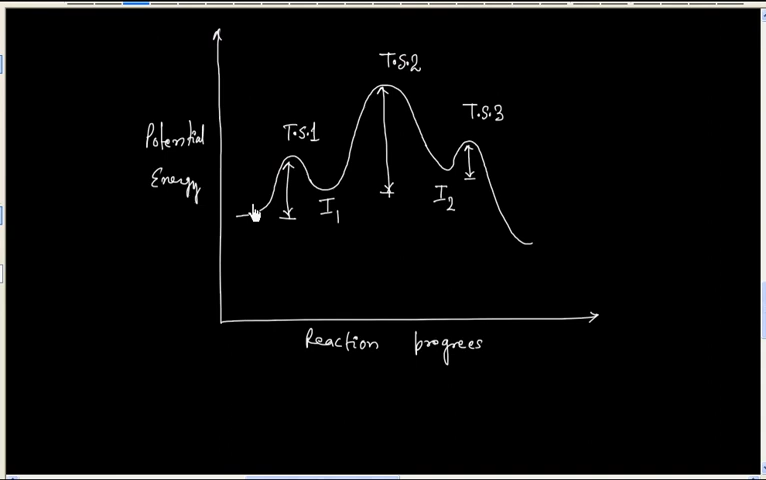 T.S.2
T.S.3
T.S.1
Potential
Energy
I₁
I₂
Reaction progrees